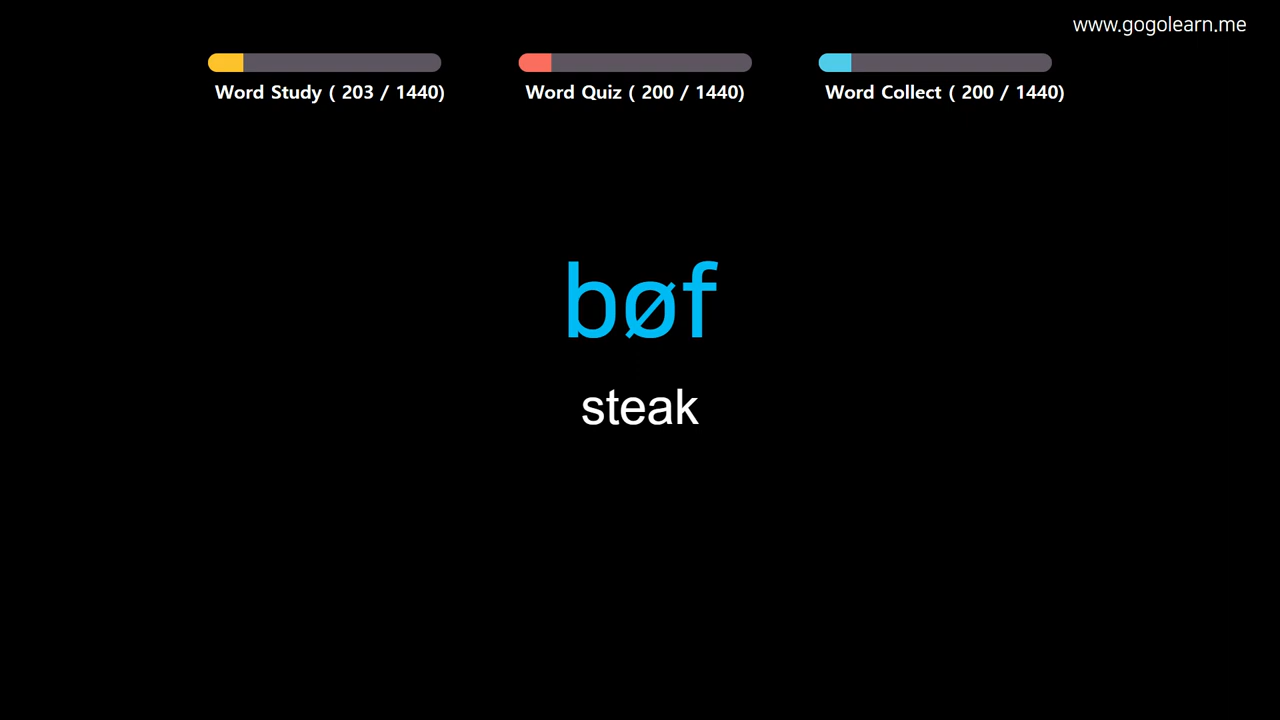 www.gogolearn.me
Word Study ( 203 / 1440)
Word Quiz ( 200 / 1440)
Word Collect ( 200 / 1440)
bøf
steak